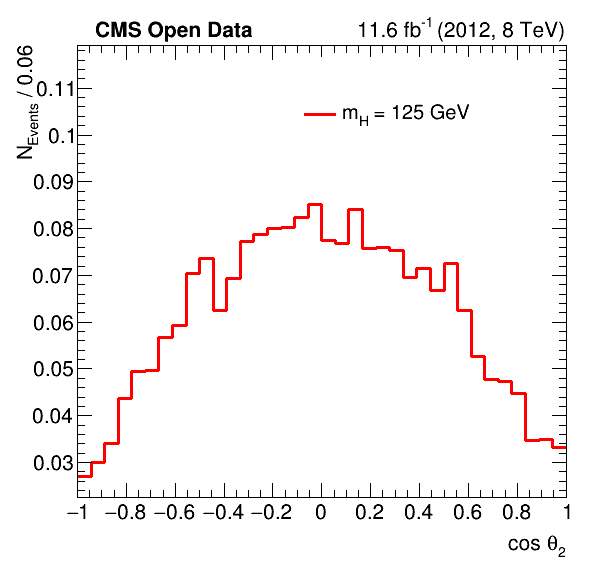 CMS Open Data 11.6 fb-1 (2012, 8 TeV)
NEvents / 0.06
mH = 125 GeV
0.11
0.1
0.09
0.08
0.07
0.06
0.05
0.04
0.03
−1 −0.8 −0.6 −0.4 −0.2 0 0.2 0.4 0.6 0.8 1
cos θ2